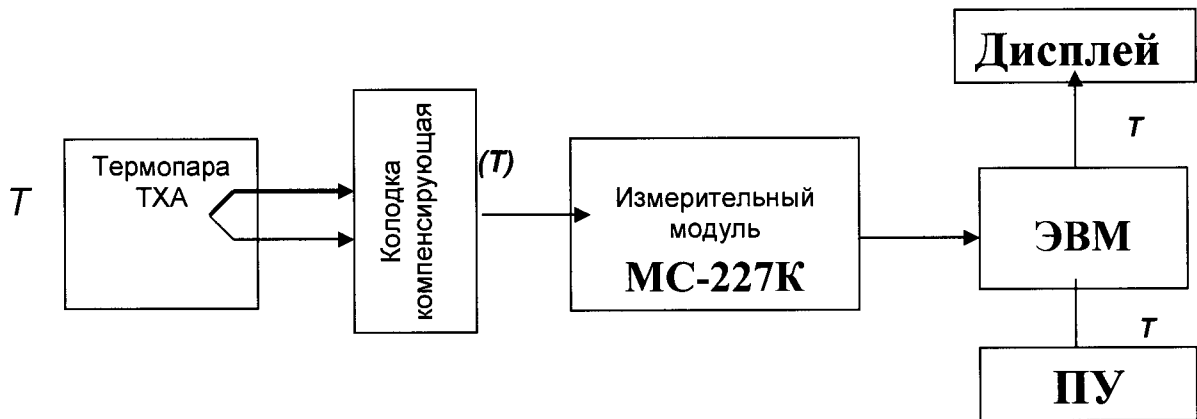 Дисплей
T
Термопара
ТХА
T
Колодка
компенсирующая
(T)
Измерительный
модуль
МС-227К
ЭВМ
T
ПУ